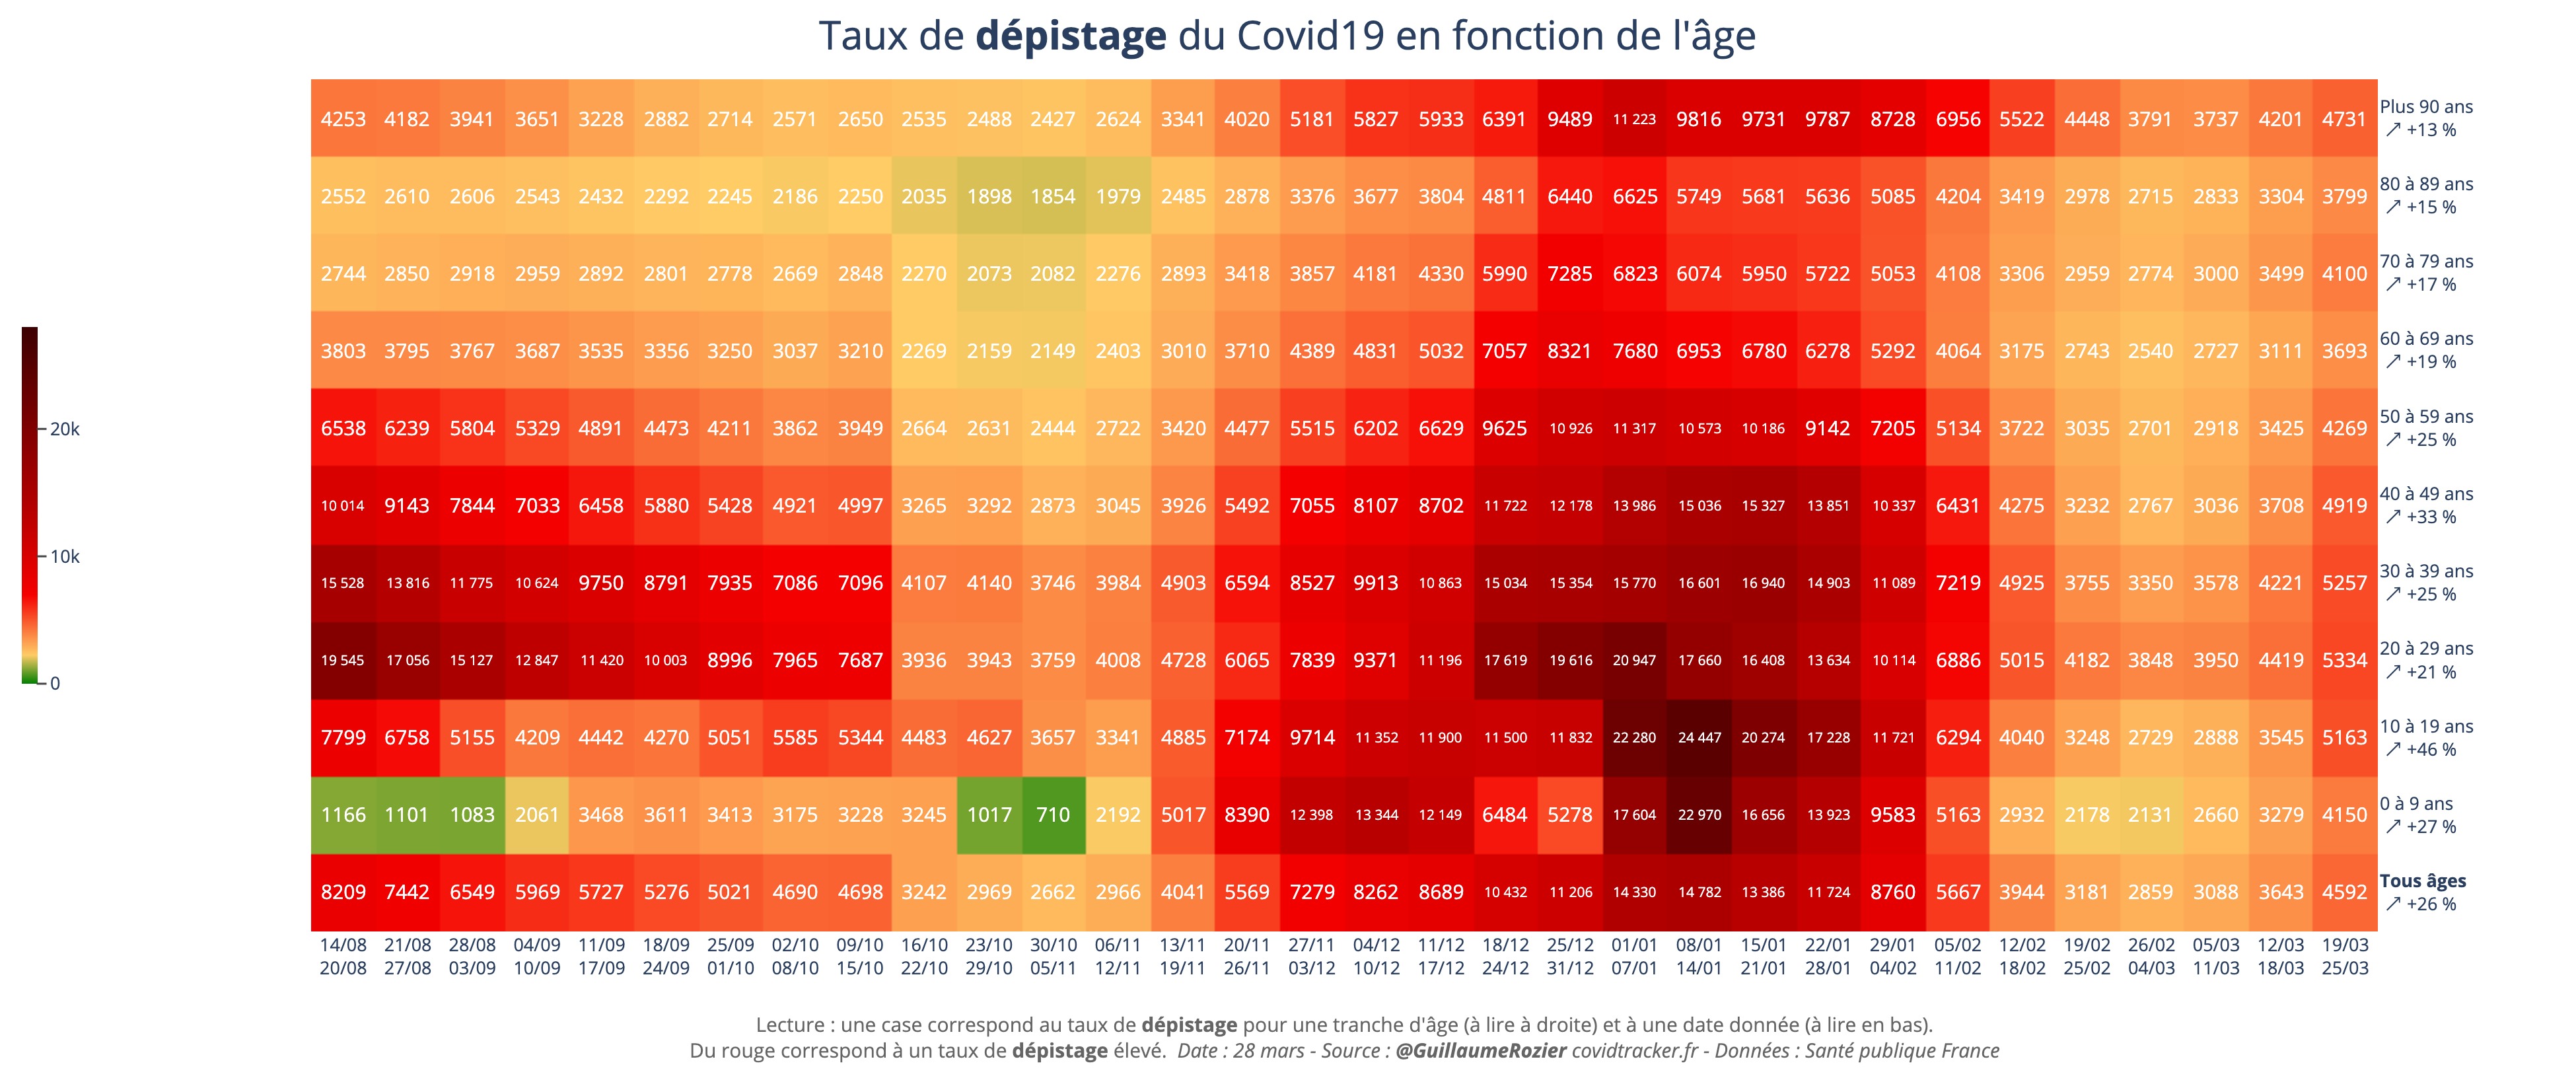 Taux de dépistage du Covid19 en fonction de l'âge
4253 4182 3941 3651 3228 2882 2714 2571 2650 2535 2488 2427 2624 3341 4020 5181 5827 5933 6391 9489 11 223 9816 9731 9787 8728 6956 5522 4448 3791 3737 4201 4731
Plus 90 ans
↗ +13 %
2552 2610 2606 2543 2432 2292 2245 2186 2250 2035 1898 1854 1979 2485 2878 3376 3677 3804 4811 6440 6625 5749 5681 5636 5085 4204 3419 2978 2715 2833 3304 3799
80 à 89 ans
↗ +15 %
2744 2850 2918 2959 2892 2801 2778 2669 2848 2270 2073 2082 2276 2893 3418 3857 4181 4330 5990 7285 6823 6074 5950 5722 5053 4108 3306 2959 2774 3000 3499 4100
70 à 79 ans
↗ +17 %
3803 3795 3767 3687 3535 3356 3250 3037 3210 2269 2159 2149 2403 3010 3710 4389 4831 5032 7057 8321 7680 6953 6780 6278 5292 4064 3175 2743 2540 2727 3111 3693
60 à 69 ans
↗ +19 %
6538 6239 5804 5329 4891 4473 4211 3862 3949 2664 2631 2444 2722 3420 4477 5515 6202 6629 9625 10 926 11 317 10 573 10 186 9142 7205 5134 3722 3035 2701 2918 3425 4269
50 à 59 ans
↗ +25 %
10 014 9143 7844 7033 6458 5880 5428 4921 4997 3265 3292 2873 3045 3926 5492 7055 8107 8702 11 722 12 178 13 986 15 036 15 327 13 851 10 337 6431 4275 3232 2767 3036 3708 4919
40 à 49 ans
↗ +33 %
15 528 13 816 11 775 10 624 9750 8791 7935 7086 7096 4107 4140 3746 3984 4903 6594 8527 9913 10 863 15 034 15 354 15 770 16 601 16 940 14 903 11 089 7219 4925 3755 3350 3578 4221 5257
30 à 39 ans
↗ +25 %
19 545 17 056 15 127 12 847 11 420 10 003 8996 7965 7687 3936 3943 3759 4008 4728 6065 7839 9371 11 196 17 619 19 616 20 947 17 660 16 408 13 634 10 114 6886 5015 4182 3848 3950 4419 5334
20 à 29 ans
↗ +21 %
7799 6758 5155 4209 4442 4270 5051 5585 5344 4483 4627 3657 3341 4885 7174 9714 11 352 11 900 11 500 11 832 22 280 24 447 20 274 17 228 11 721 6294 4040 3248 2729 2888 3545 5163
10 à 19 ans
↗ +46 %
1166 1101 1083 2061 3468 3611 3413 3175 3228 3245 1017 710 2192 5017 8390 12 398 13 344 12 149 6484 5278 17 604 22 970 16 656 13 923 9583 5163 2932 2178 2131 2660 3279 4150
0 à 9 ans
↗ +27 %
8209 7442 6549 5969 5727 5276 5021 4690 4698 3242 2969 2662 2966 4041 5569 7279 8262 8689 10 432 11 206 14 330 14 782 13 386 11 724 8760 5667 3944 3181 2859 3088 3643 4592
Tous âges
↗ +26 %
20k
10k
0
14/08 21/08 28/08 04/09 11/09 18/09 25/09 02/10 09/10 16/10 23/10 30/10 06/11 13/11 20/11 27/11 04/12 11/12 18/12 25/12 01/01 08/01 15/01 22/01 29/01 05/02 12/02 19/02 26/02 05/03 12/03 19/03
20/08 27/08 03/09 10/09 17/09 24/09 01/10 08/10 15/10 22/10 29/10 05/11 12/11 19/11 26/11 03/12 10/12 17/12 24/12 31/12 07/01 14/01 21/01 28/01 04/02 11/02 18/02 25/02 04/03 11/03 18/03 25/03
Lecture : une case correspond au taux de dépistage pour une tranche d'âge (à lire à droite) et à une date donnée (à lire en bas).
Du rouge correspond à un taux de dépistage élevé. Date : 28 mars - Source : @GuillaumeRozier covidtracker.fr - Données : Santé publique France